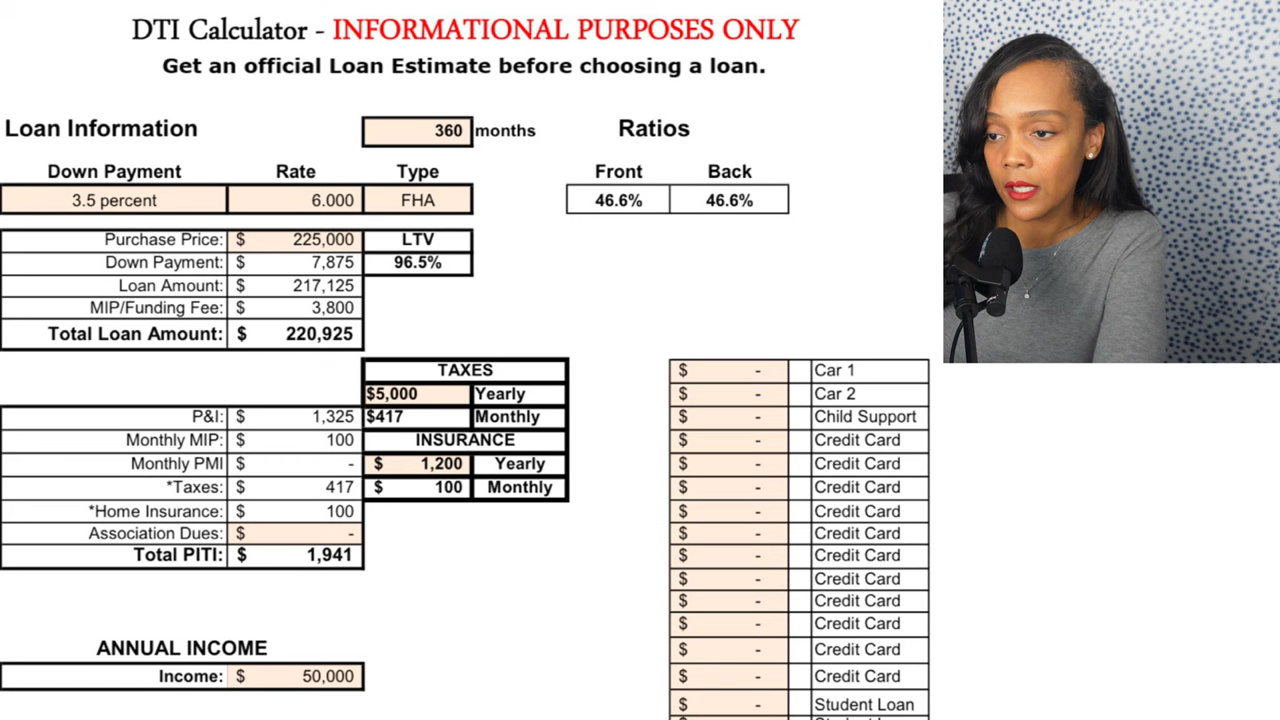 DTI Calculator - INFORMATIONAL PURPOSES ONLY
Get an official Loan Estimate before choosing a loan.
Loan Information 360 months Ratios
Down Payment Rate Type Front Back
3.5 percent 6.000 FHA 46.6% 46.6%
Purchase Price: $ 225,000 LTV
Down Payment: $ 7,875 96.5%
Loan Amount: $ 217,125
MIP/Funding Fee: $ 3,800
Total Loan Amount: $ 220,925
TAXES $ - Car 1
$5,000 Yearly $ - Car 2
P&I: $ 1,325 $417 Monthly $ - Child Support
Monthly MIP: $ 100 INSURANCE $ - Credit Card
Monthly PMI $ - $ 1,200 Yearly $ - Credit Card
*Taxes: $ 417 $ 100 Monthly $ - Credit Card
*Home Insurance: $ 100 $ - Credit Card
Association Dues: $ - $ - Credit Card
Total PITI: $ 1,941 $ - Credit Card
$ - Credit Card
$ - Credit Card
$ - Credit Card
ANNUAL INCOME $ - Credit Card
Income: $ 50,000 $ - Credit Card
$ - Student Loan